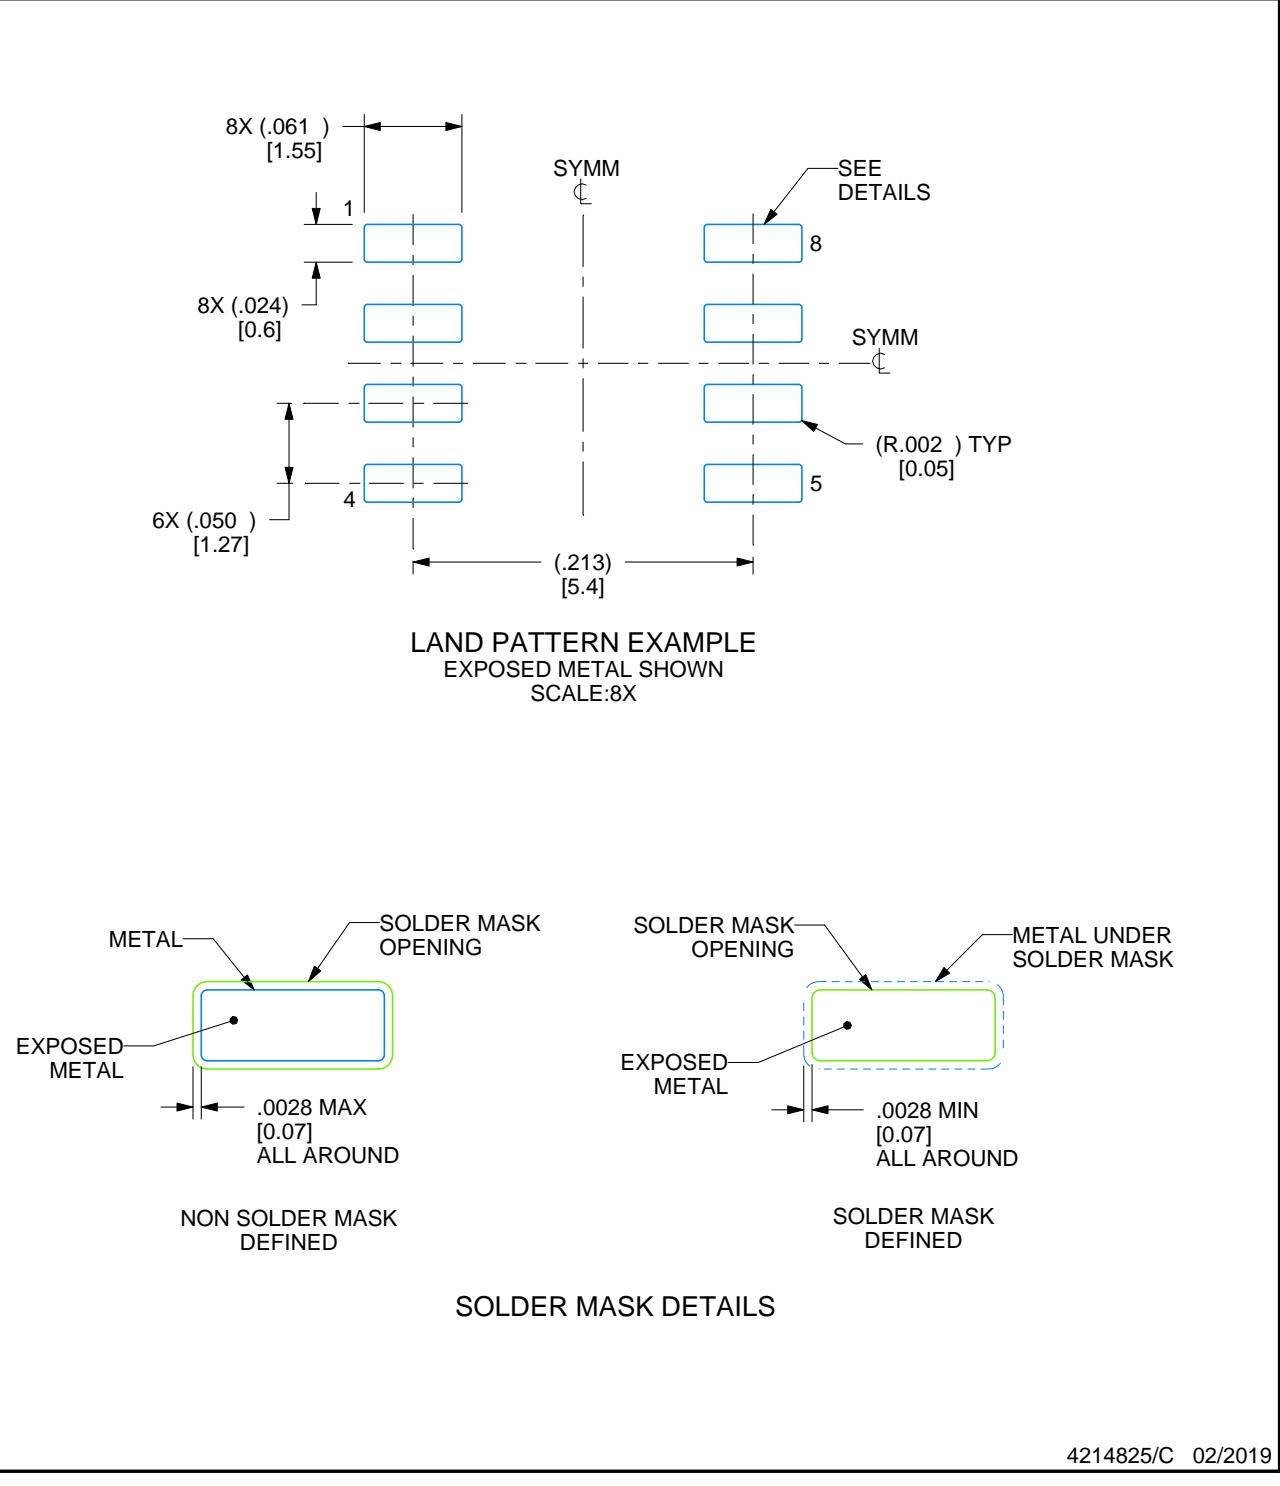 8X (.061 )
[1.55]
SYMM
℄
SEE
DETAILS
1
8
8X (.024)
[0.6]
SYMM
℄
(R.002 ) TYP
[0.05]
4
5
6X (.050 )
[1.27]
(.213)
[5.4]
LAND PATTERN EXAMPLE
EXPOSED METAL SHOWN
SCALE:8X
METAL
SOLDER MASK
OPENING
EXPOSED
METAL
.0028 MAX
[0.07]
ALL AROUND
NON SOLDER MASK
DEFINED
SOLDER MASK
OPENING
METAL UNDER
SOLDER MASK
EXPOSED
METAL
.0028 MIN
[0.07]
ALL AROUND
SOLDER MASK
DEFINED
SOLDER MASK DETAILS
4214825/C 02/2019